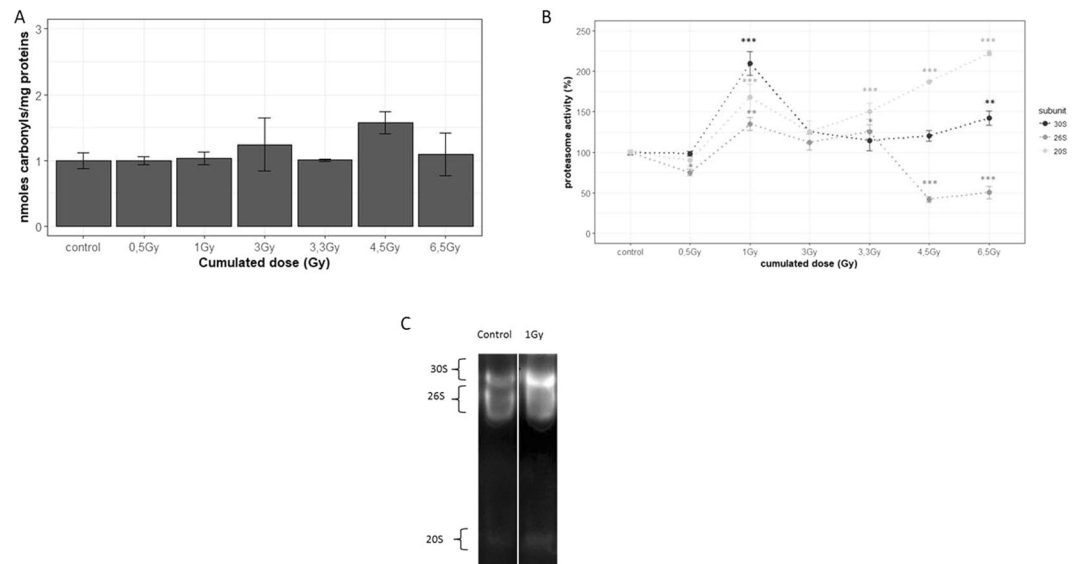 A
nmoles carbonyls/mg proteins
3
2
1
0
control 0,5Gy 1Gy 3Gy 3,3Gy 4,5Gy 6,5Gy
Cumulated dose (Gy)
B
proteasome activity (%)
250
200
150
100
50
0
***
***
**
*
***
*
***
***
***
**
***
control 0,5Gy 1Gy 3Gy 3,3Gy 4,5Gy 6,5Gy
cumulated dose (Gy)
subunit
30S
26S
20S
C
Control 1Gy
30S
26S
20S